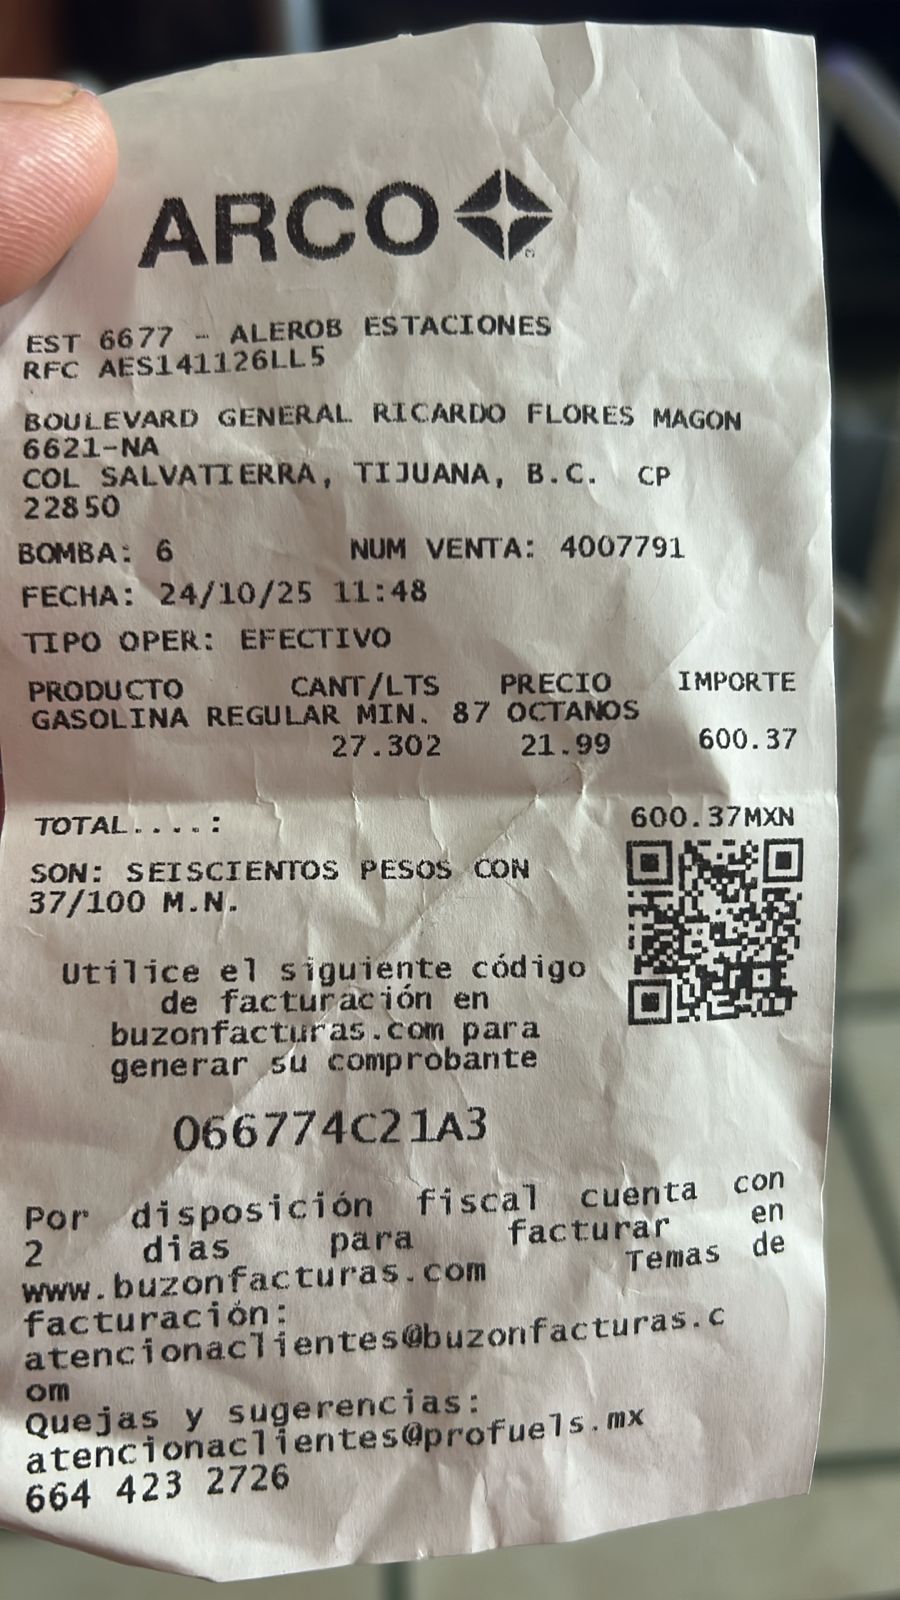 ARCO
EST 6677 - ALEROB ESTACIONES
RFC AES141126LL5
BOULEVARD GENERAL RICARDO FLORES MAGON
6621-NA
COL SALVATIERRA, TIJUANA, B.C. CP
22850
BOMBA: 6 NUM VENTA: 4007791
FECHA: 24/10/25 11:48
TIPO OPER: EFECTIVO
PRODUCTO CANT/LTS PRECIO IMPORTE
GASOLINA REGULAR MIN. 87 OCTANOS
27.302 21.99 600.37
TOTAL....: 600.37MXN
SON: SEISCIENTOS PESOS CON
37/100 M.N.
Utilice el siguiente código
de facturación en
buzonfacturas.com para
generar su comprobante
066774C21A3
Por disposición fiscal cuenta con
2 dias para facturar en
www.buzonfacturas.com Temas de
facturación:
atencionaclientes@buzonfacturas.c
om
Quejas y sugerencias:
atencionaclientes@profuels.mx
664 423 2726